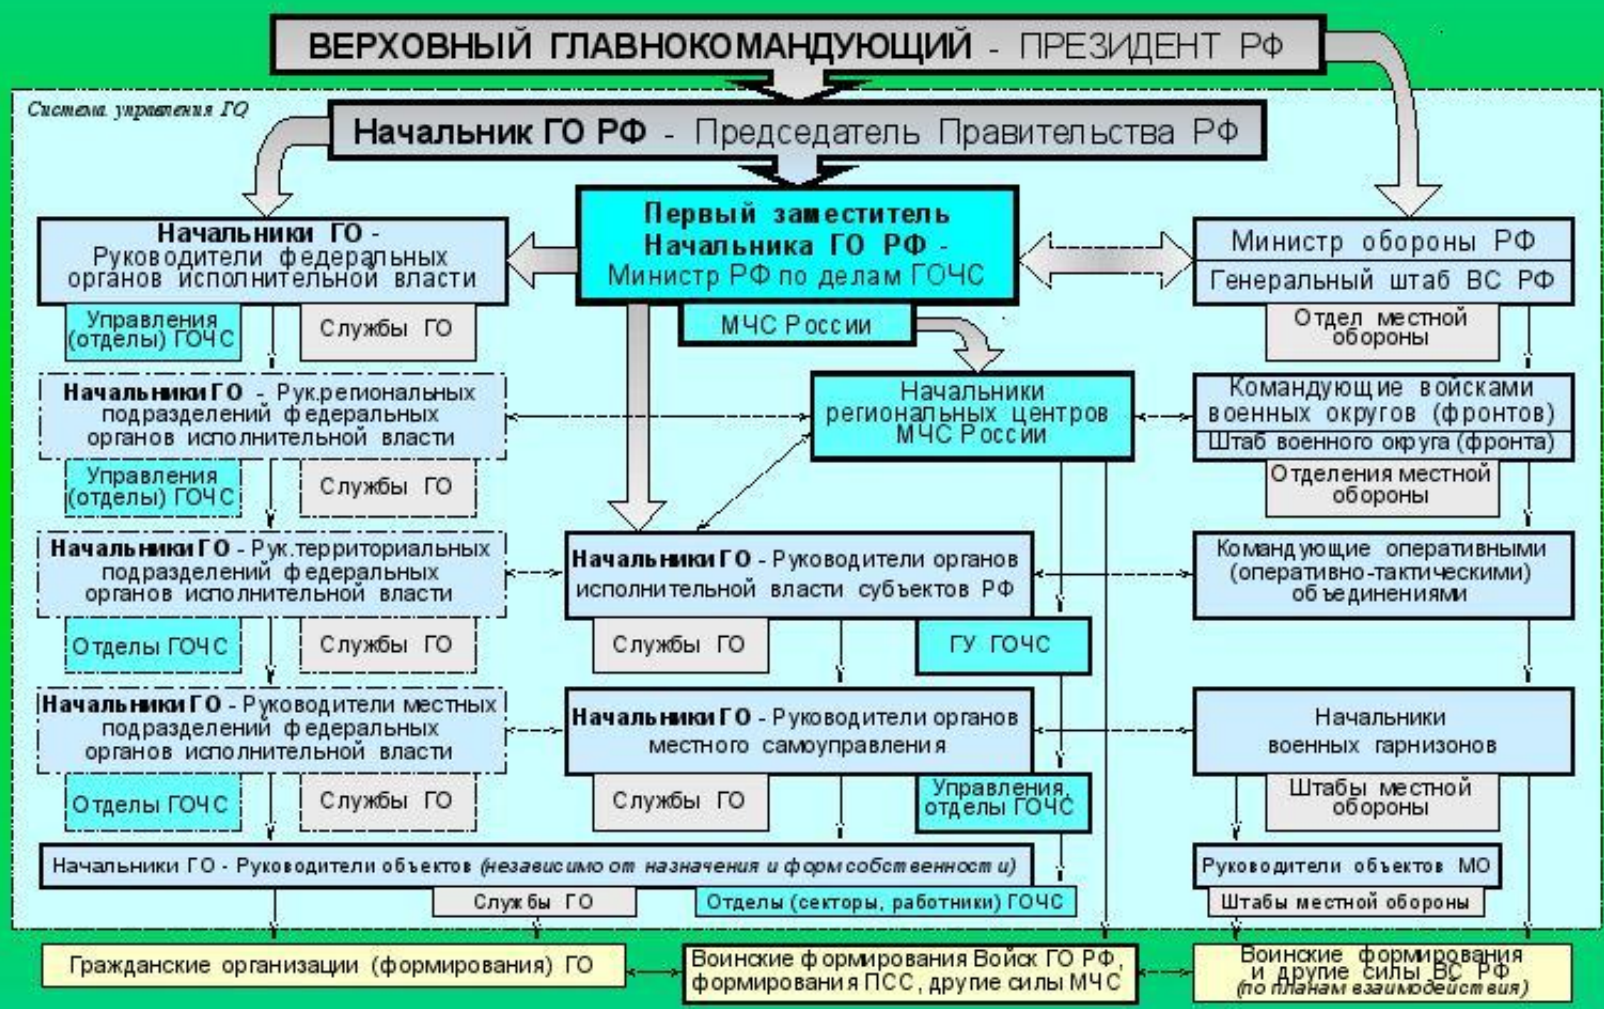 ВЕРХОВНЫЙ ГЛАВНОКОМАНДУЮЩИЙ - ПРЕЗИДЕНТ РФ
Система управления ГО
Начальник ГО РФ - Председатель Правительства РФ
Первый заместитель
Начальника ГО РФ -
Министр РФ по делам ГОЧС
МЧС России
Начальники ГО -
Руководители федеральных
органов исполнительной власти
Управления
(отделы) ГОЧС
Службы ГО
Министр обороны РФ
Генеральный штаб ВС РФ
Отдел местной
обороны
Начальники ГО - Рук.региональных
подразделений федеральных
органов исполнительной власти
Управления
(отделы) ГОЧС
Службы ГО
Начальники
региональных центров
МЧС России
Командующие войсками
военных округов (фронтов)
Штаб военного округа (фронта)
Отделения местной
обороны
Начальники ГО - Рук.территориальных
подразделений федеральных
органов исполнительной власти
Отделы ГОЧС
Службы ГО
Начальники ГО - Руководители органов
исполнительной власти субъектов РФ
Службы ГО
ГУ ГОЧС
Командующие оперативными
(оперативно-тактическими)
объединениями
Начальники ГО - Руководители местных
подразделений федеральных
органов исполнительной власти
Отделы ГОЧС
Службы ГО
Начальники ГО - Руководители органов
местного самоуправления
Службы ГО
Управления,
отделы ГОЧС
Начальники
военных гарнизонов
Штабы местной
обороны
Начальники ГО - Руководители объектов (независимо от назначения и форм собственности)
Службы ГО
Отделы (секторы, работники) ГОЧС
Руководители объектов МО
Штабы местной обороны
Гражданские организации (формирования) ГО
Воинские формирования Войск ГО РФ,
формирования ПСС, другие силы МЧС
Воинские формирования
и другие силы ВС РФ
(по планам взаимодействия)